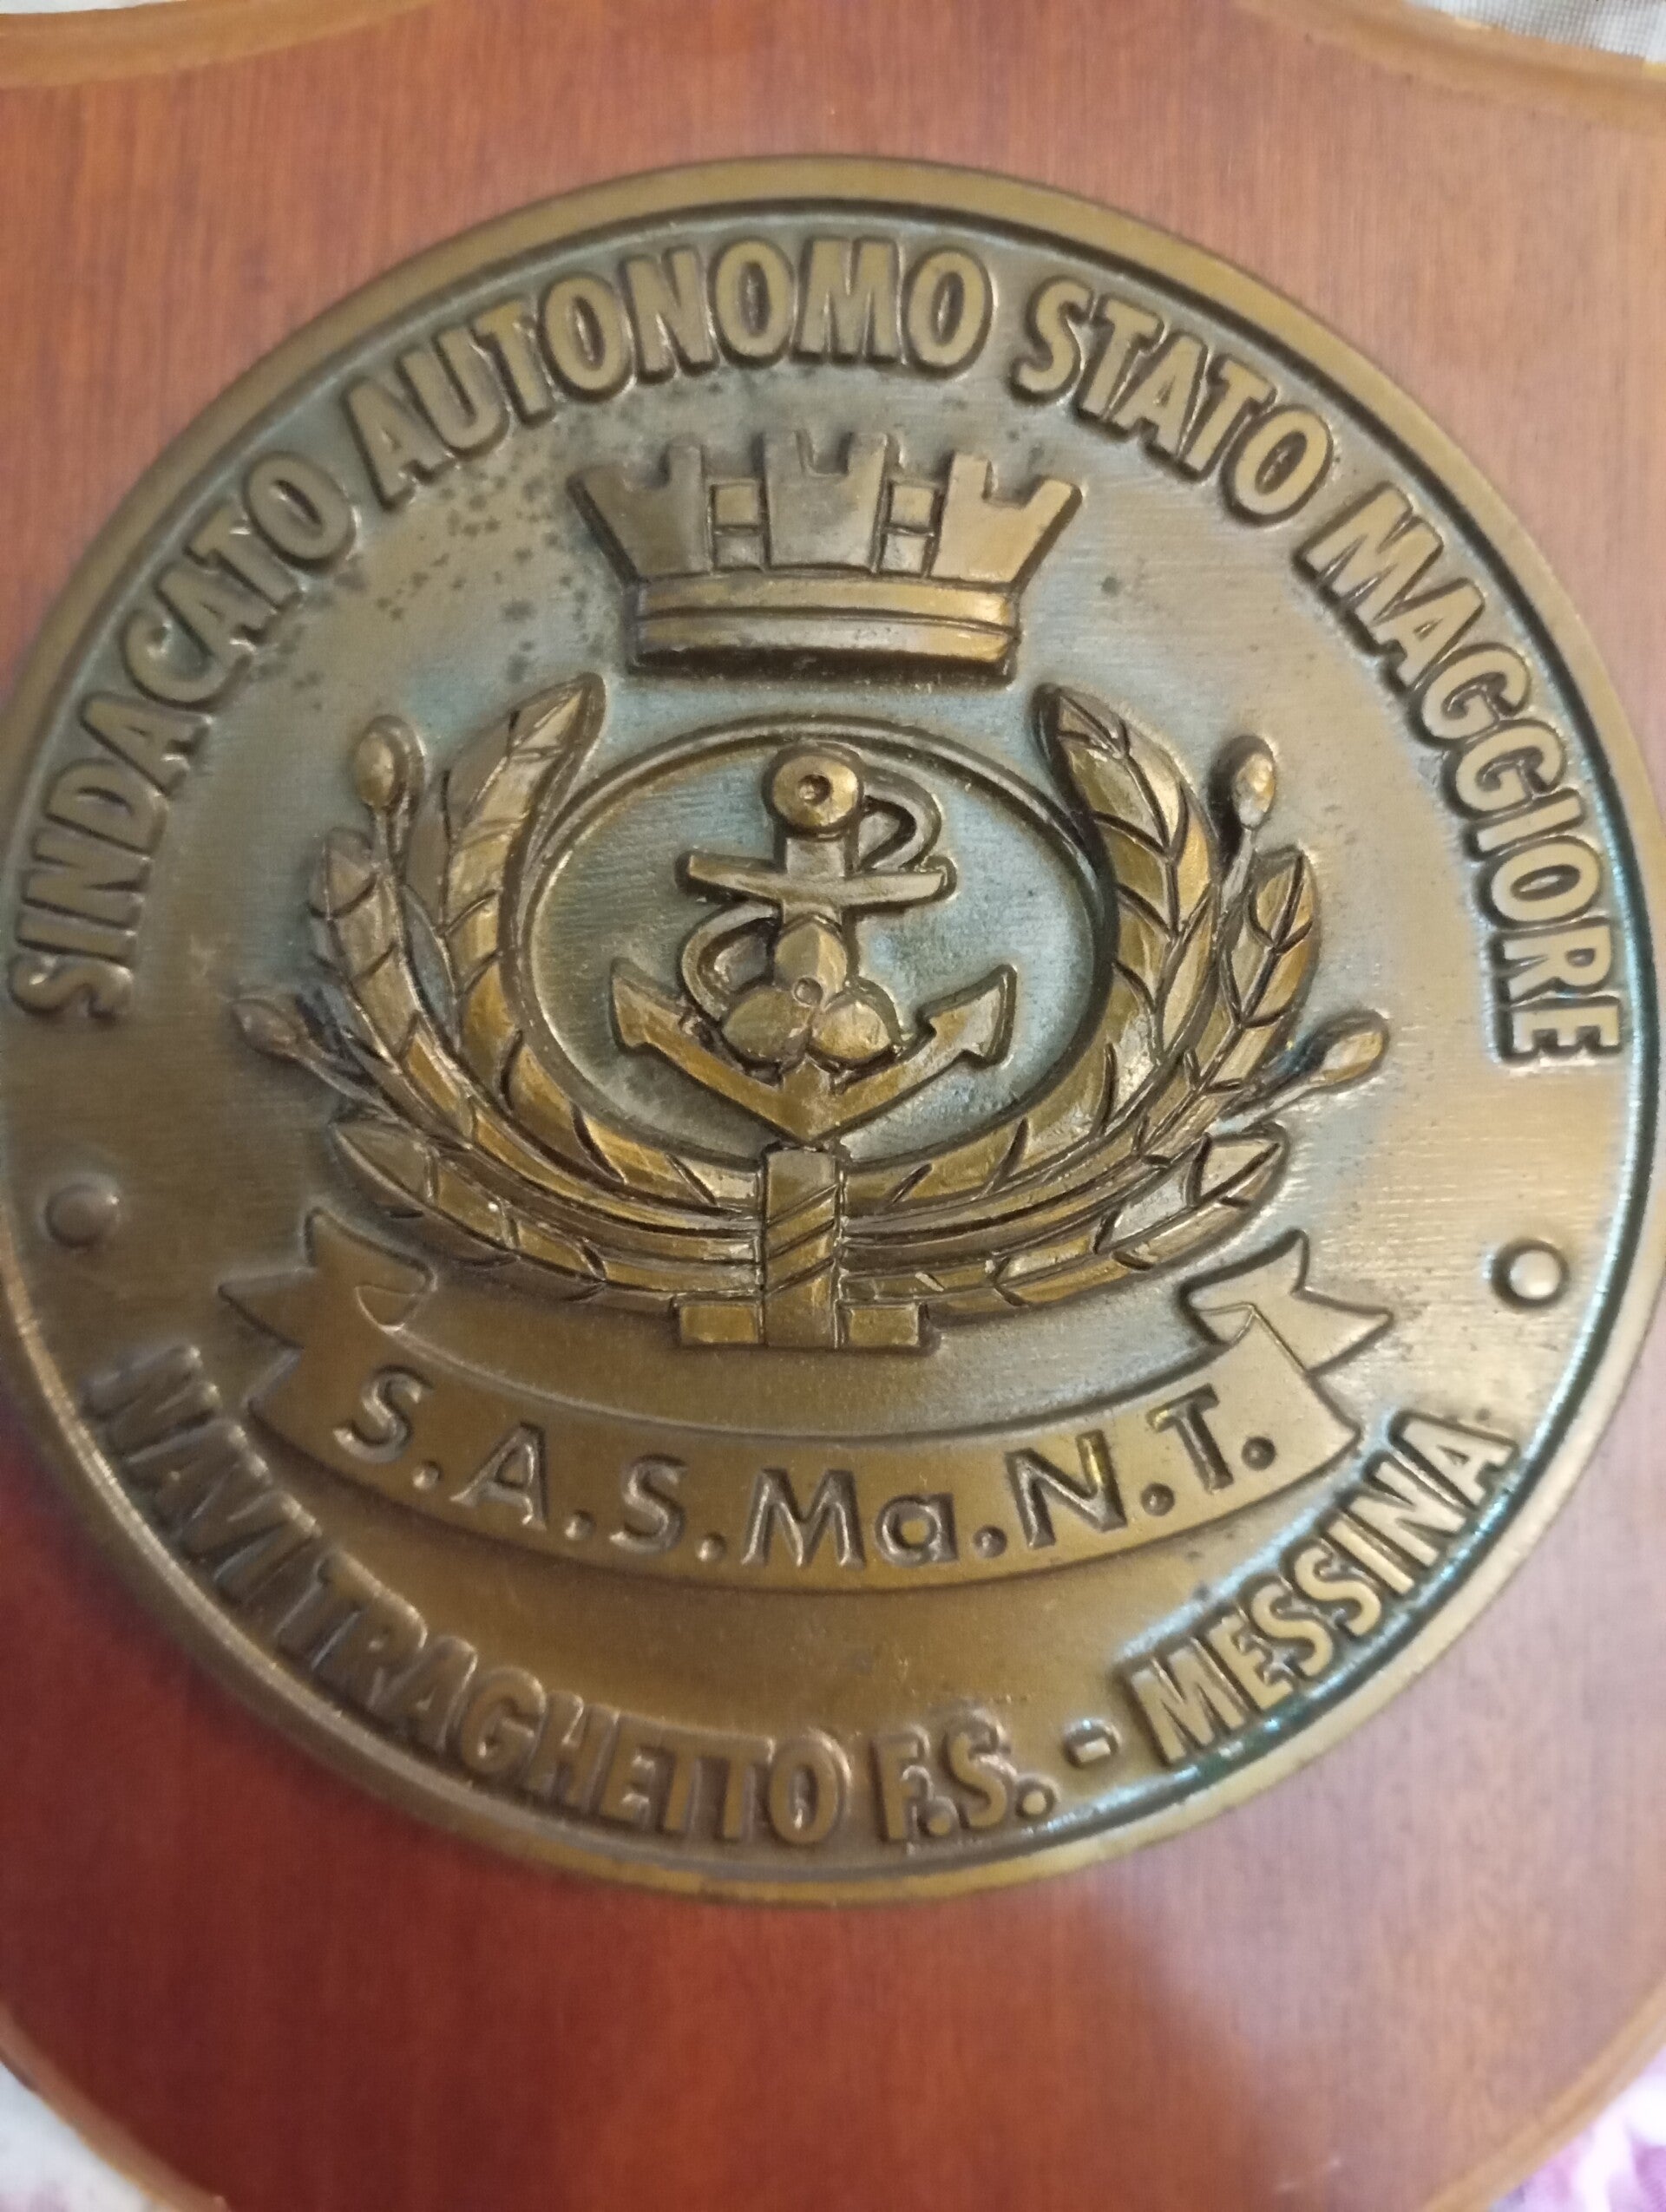 SINDACATO AUTONOMO STATO MAGGIORE
S.A.S.Ma.N.T.
NAVI TRAGHETTO F.S. - MESSINA